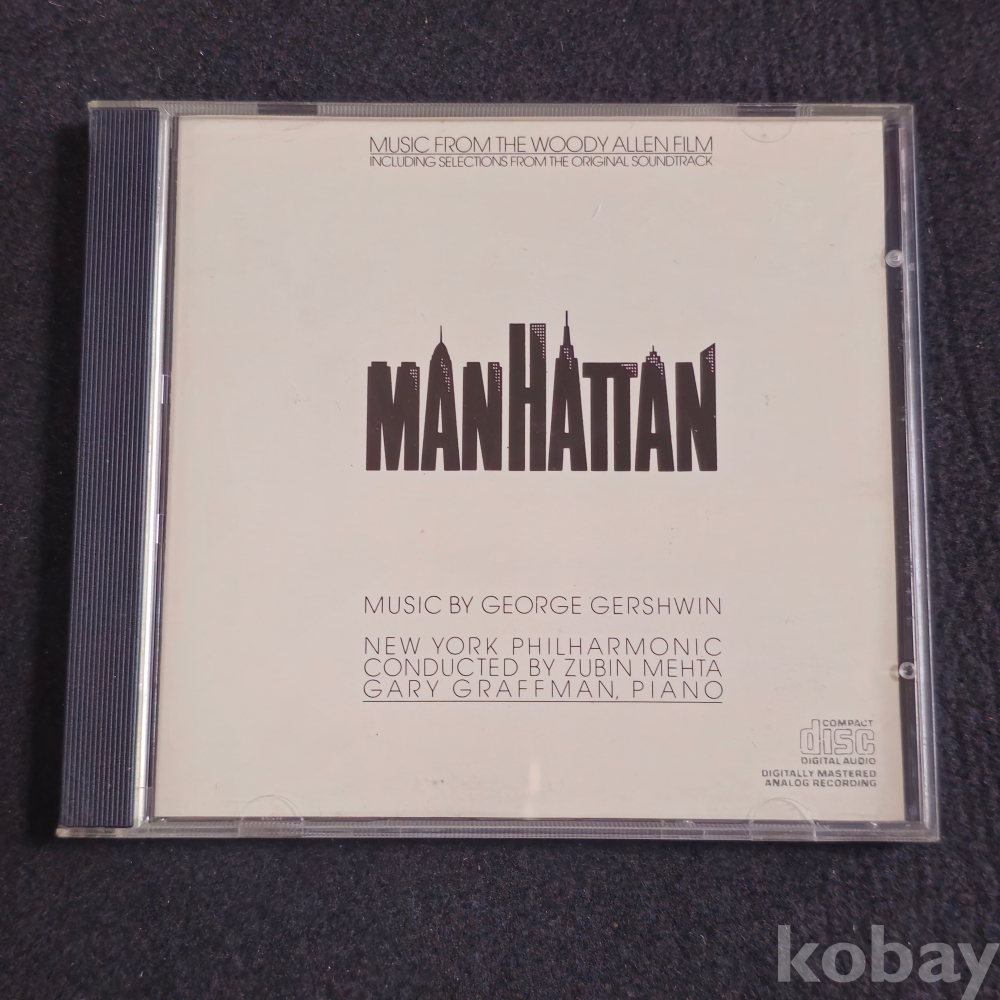 MUSIC FROM THE WOODY ALLEN FILM
INCLUDING SELECTIONS FROM THE ORIGINAL SOUNDTRACK
MANHATTAN
MUSIC BY GEORGE GERSHWIN
NEW YORK PHILHARMONIC
CONDUCTED BY ZUBIN MEHTA
GARY GRAFFMAN, PIANO
COMPACT
disc
DIGITAL AUDIO
DIGITALLY MASTERED
ANALOG RECORDING
kobay